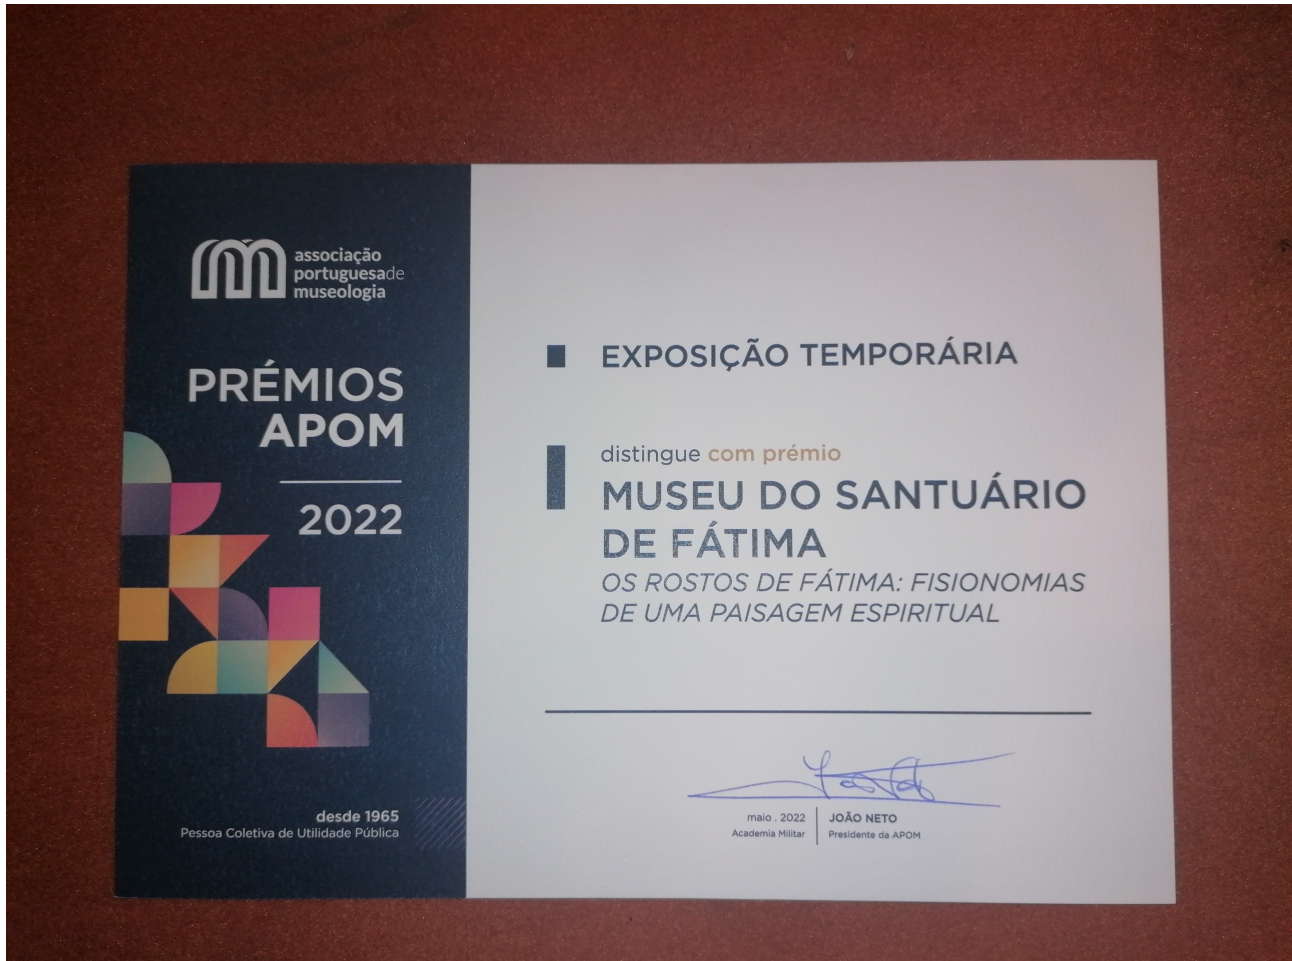 associação
portuguesade
museologia
PRÉMIOS
APOM
2022
desde 1965
Pessoa Coletiva de Utilidade Pública
EXPOSIÇÃO TEMPORÁRIA
distingue com prémio
MUSEU DO SANTUÁRIO
DE FÁTIMA
OS ROSTOS DE FÁTIMA: FISIONOMIAS
DE UMA PAISAGEM ESPIRITUAL
maio . 2022
Academia Militar
JOÃO NETO
Presidente da APOM